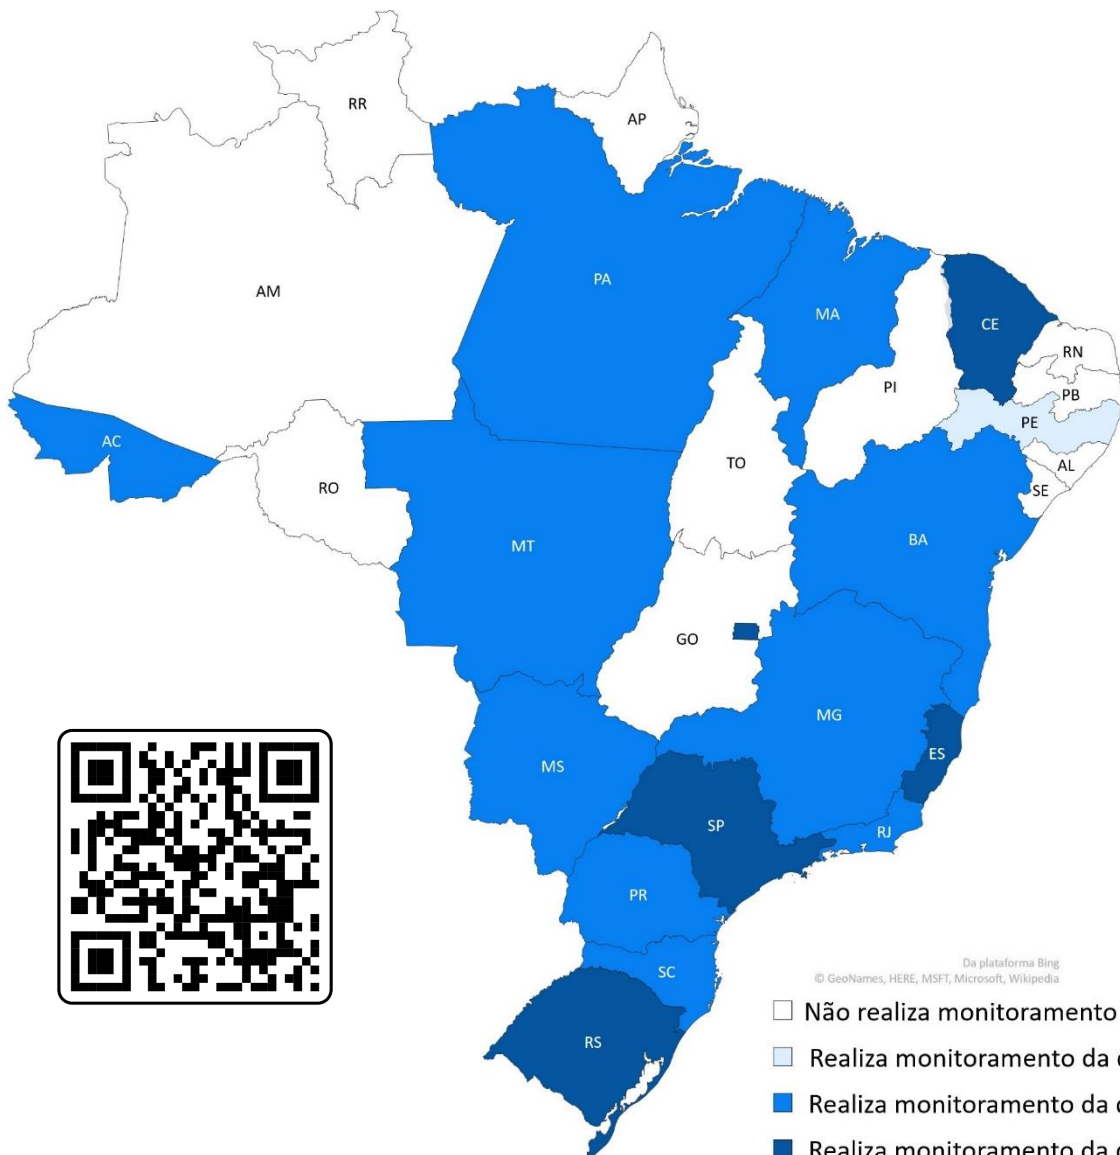 RR
AP
AM
PA
MA
CE
RN
PI
PB
PE
AC
TO
AL
RO
SE
MT
BA
GO
MG
MS
ES
SP
RJ
PR
SC
RS
Da plataforma Bing
© GeoNames, HERE, MSFT, Microsoft, Wikipedia
Não realiza monitoramento
Realiza monitoramento da
Realiza monitoramento da
Realiza monitoramento da